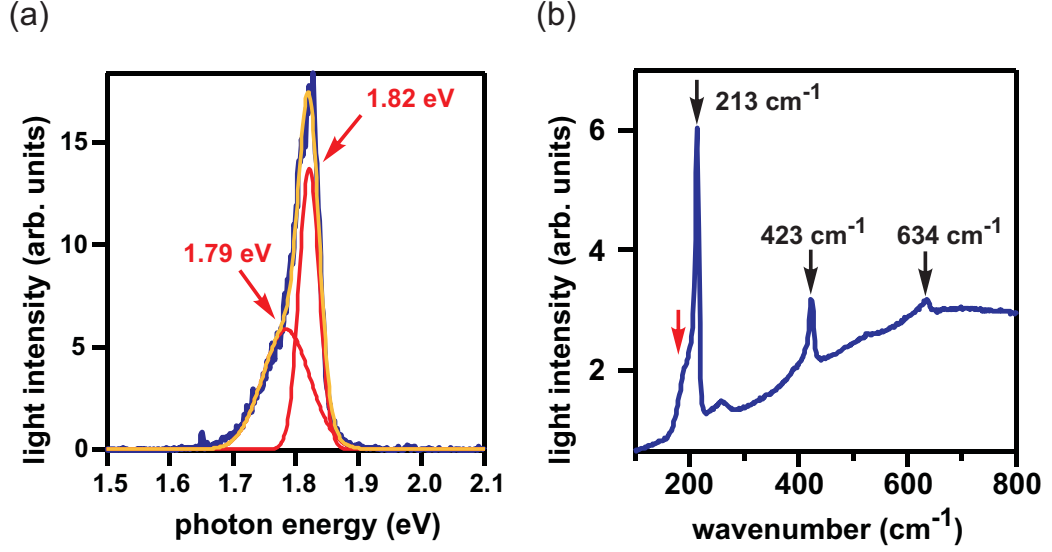 (a)
(b)
1.82 eV
1.79 eV
light intensity (arb. units)
15
10
5
0
1.5 1.6 1.7 1.8 1.9 2.0 2.1
photon energy (eV)
213 cm⁻¹
423 cm⁻¹
634 cm⁻¹
light intensity (arb. units)
6
4
2
200 400 600 800
wavenumber (cm⁻¹)